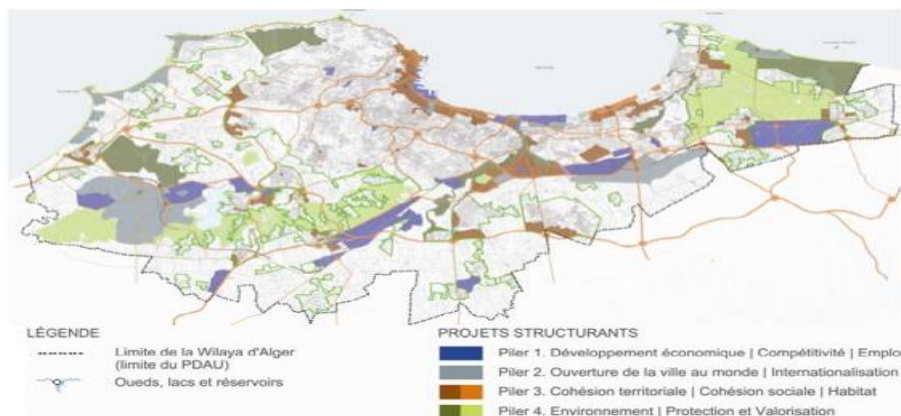 LÉGENDE
Limite de la Wilaya d'Alger
(limite du PDAU)
Oueds, lacs et réservoirs
PROJETS STRUCTURANTS
Piler 1. Développement économique | Compétitivité | Emplo
Piler 2. Ouverture de la ville au monde | Internationalisation
Piler 3. Cohésion territoriale | Cohésion sociale | Habitat
Piler 4. Environnement | Protection et Valorisation